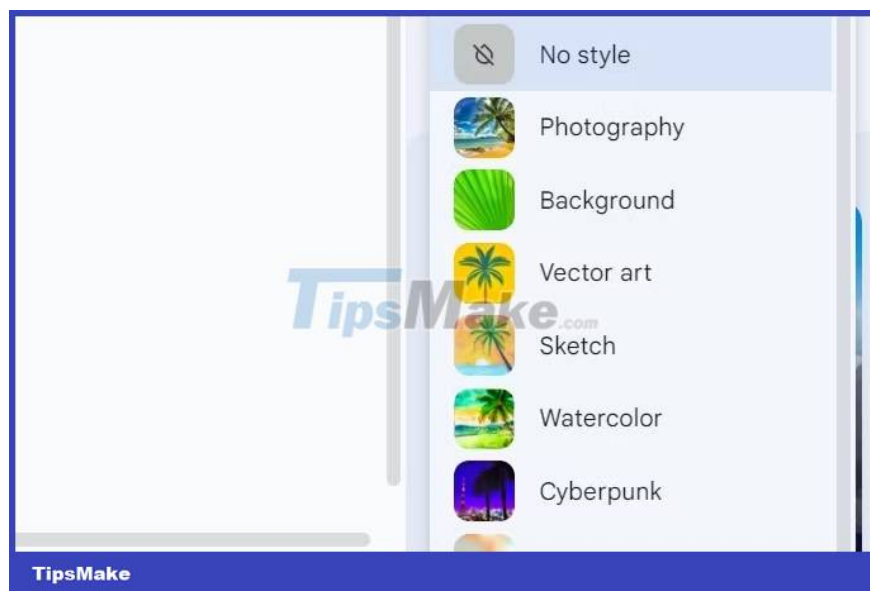 No style
Photography
Background
Vector art
TipsMake.com
Sketch
Watercolor
Cyberpunk
TipsMake